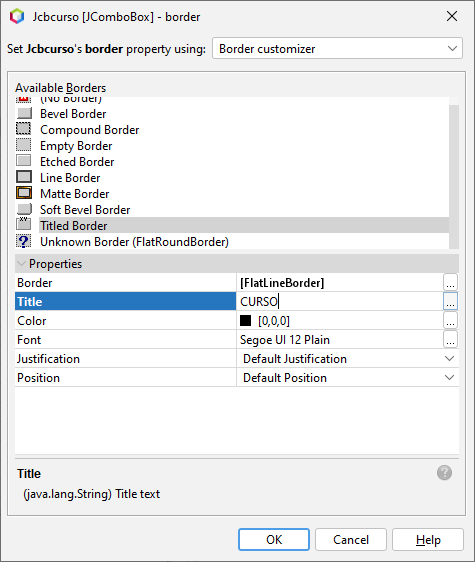 Jcbcurso [JComboBox] - border
Set Jcbcurso's border property using: Border customizer
Available Borders
(No Border)
Bevel Border
Compound Border
Empty Border
Etched Border
Line Border
Matte Border
Soft Bevel Border
XY Titled Border
? Unknown Border (FlatRoundBorder)
Properties
Border [FlatLineBorder] ...
Title CURSO ...
Color [0,0,0] ...
Font Segoe UI 12 Plain ...
Justification Default Justification
Position Default Position
Title ?
(java.lang.String) Title text
OK Cancel Help